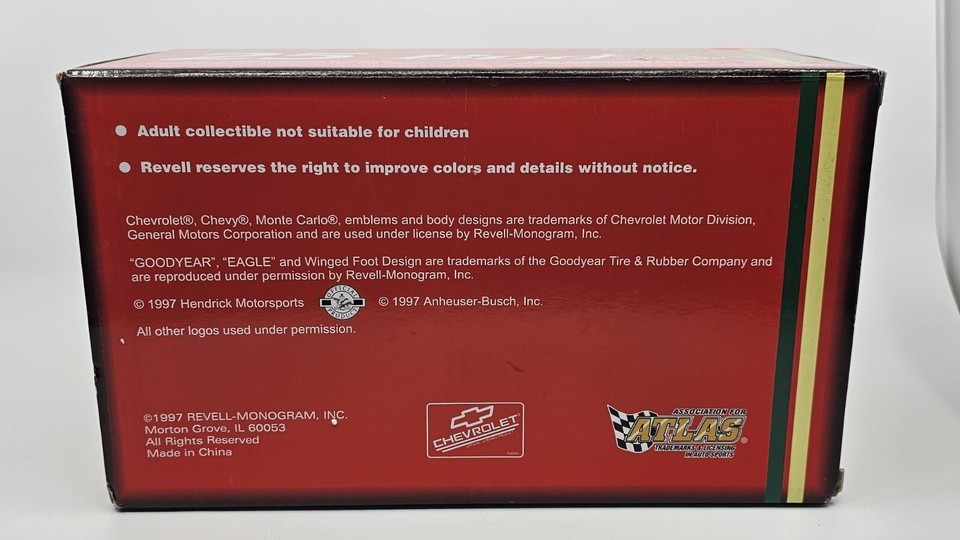 ● Adult collectible not suitable for children
● Revell reserves the right to improve colors and details without notice.
Chevrolet®, Chevy®, Monte Carlo®, emblems and body designs are trademarks of Chevrolet Motor Division,
General Motors Corporation and are used under license by Revell-Monogram, Inc.
“GOODYEAR”, “EAGLE” and Winged Foot Design are trademarks of the Goodyear Tire & Rubber Company and
are reproduced under permission by Revell-Monogram, Inc.
© 1997 Hendrick Motorsports
OFFICIAL PRODUCT
© 1997 Anheuser-Busch, Inc.
All other logos used under permission.
©1997 REVELL-MONOGRAM, INC.
Morton Grove, IL 60053
All Rights Reserved
Made in China
CHEVROLET
ASSOCIATION FOR
ATLAS®
TRADEMARKS & LICENSING
IN AUTO SPORTS